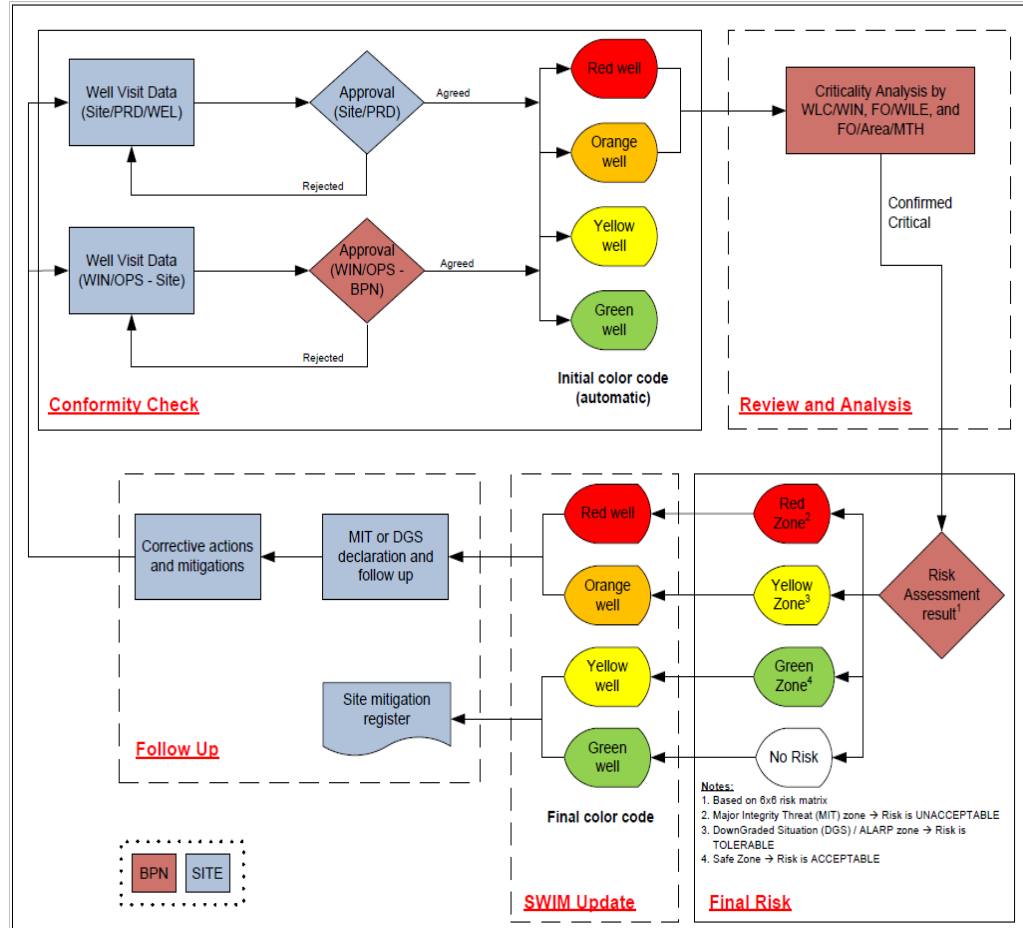 Well Visit Data
(Site/PRD/WEL)
Approval
(Site/PRD)
Agreed
Rejected
Red well
Orange
well
Yellow
well
Green
well
Well Visit Data
(WIN/OPS - Site)
Approval
(WIN/OPS -
BPN)
Agreed
Rejected
Initial color code
(automatic)
Conformity Check
Criticality Analysis by
WLC/WIN, FO/WILE, and
FO/Area/MTH
Confirmed
Critical
Review and Analysis
Corrective actions
and mitigations
MIT or DGS
declaration and
follow up
Site mitigation
register
Follow Up
Red well
Orange
well
Yellow
well
Green
well
Final color code
SWIM Update
Red
Zone2
Yellow
Zone3
Green
Zone4
No Risk
Risk
Assessment
result1
Notes:
1. Based on 6x6 risk matrix
2. Major Integrity Threat (MIT) zone → Risk is UNACCEPTABLE
3. DownGraded Situation (DGS) / ALARP zone → Risk is
TOLERABLE
4. Safe Zone → Risk is ACCEPTABLE
Final Risk
BPN
SITE